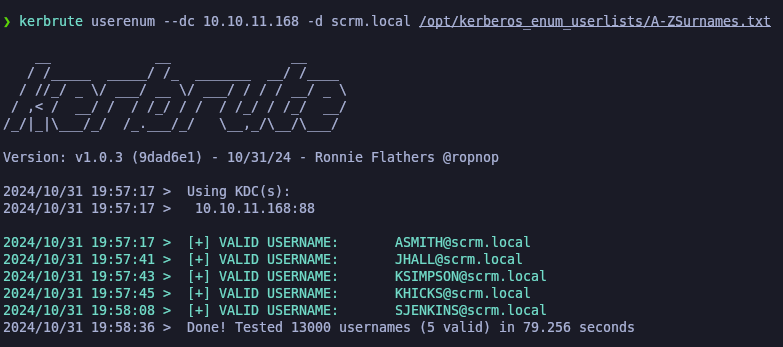 ❯ kerbrute userenum --dc 10.10.11.168 -d scrm.local /opt/kerberos_enum_userlists/A-ZSurnames.txt
    __             __               __
   / /_____  _____/ /_  _______  __/ /____
  / //_/ _ \/ ___/ __ \/ ___/ / / / __/ _ \
 / ,< /  __/ /  / /_/ / /  / /_/ / /_/  __/
/_/|_|\___/_/  /_.___/_/   \__,_/\__/\___/
Version: v1.0.3 (9dad6e1) - 10/31/24 - Ronnie Flathers @ropnop
2024/10/31 19:57:17 >  Using KDC(s):
2024/10/31 19:57:17 >   10.10.11.168:88
2024/10/31 19:57:17 >  [+] VALID USERNAME:       ASMITH@scrm.local
2024/10/31 19:57:41 >  [+] VALID USERNAME:       JHALL@scrm.local
2024/10/31 19:57:43 >  [+] VALID USERNAME:       KSIMPSON@scrm.local
2024/10/31 19:57:45 >  [+] VALID USERNAME:       KHICKS@scrm.local
2024/10/31 19:58:08 >  [+] VALID USERNAME:       SJENKINS@scrm.local
2024/10/31 19:58:36 >  Done! Tested 13000 usernames (5 valid) in 79.256 seconds